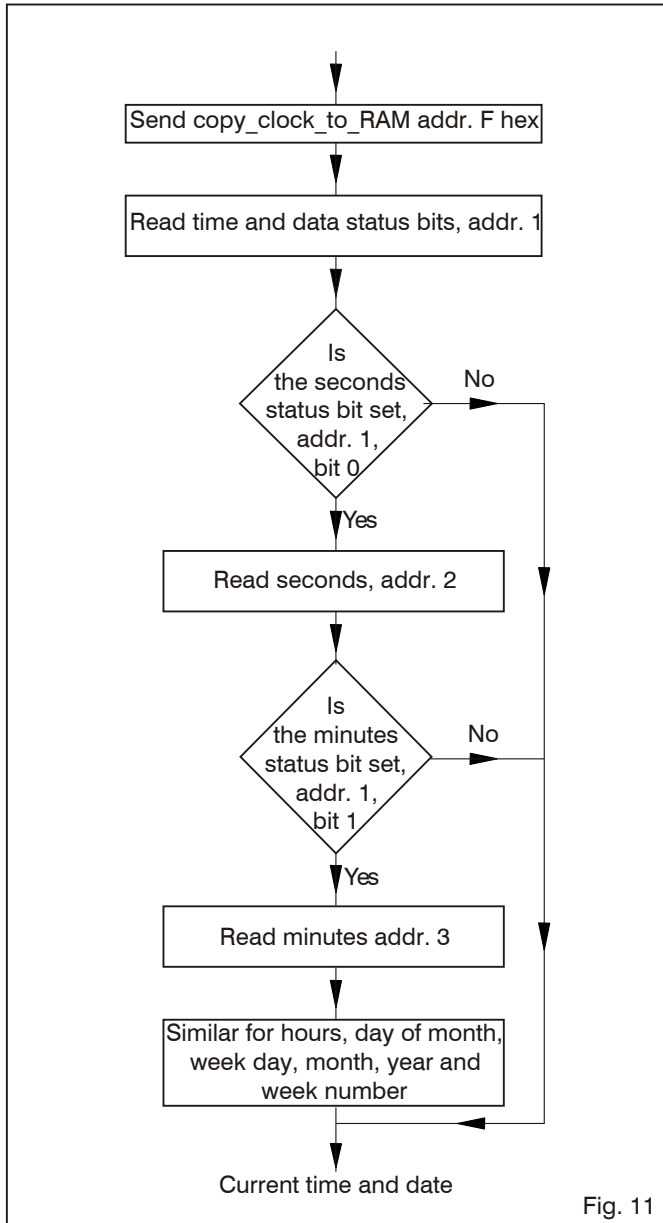 Send copy_clock_to_RAM addr. F hex
Read time and data status bits, addr. 1
Is
the seconds
status bit set,
addr. 1,
bit 0
No
Yes
Read seconds, addr. 2
Is
the minutes
status bit set,
addr. 1,
bit 1
No
Yes
Read minutes addr. 3
Similar for hours, day of month,
week day, month, year and
week number
Current time and date
Fig. 11